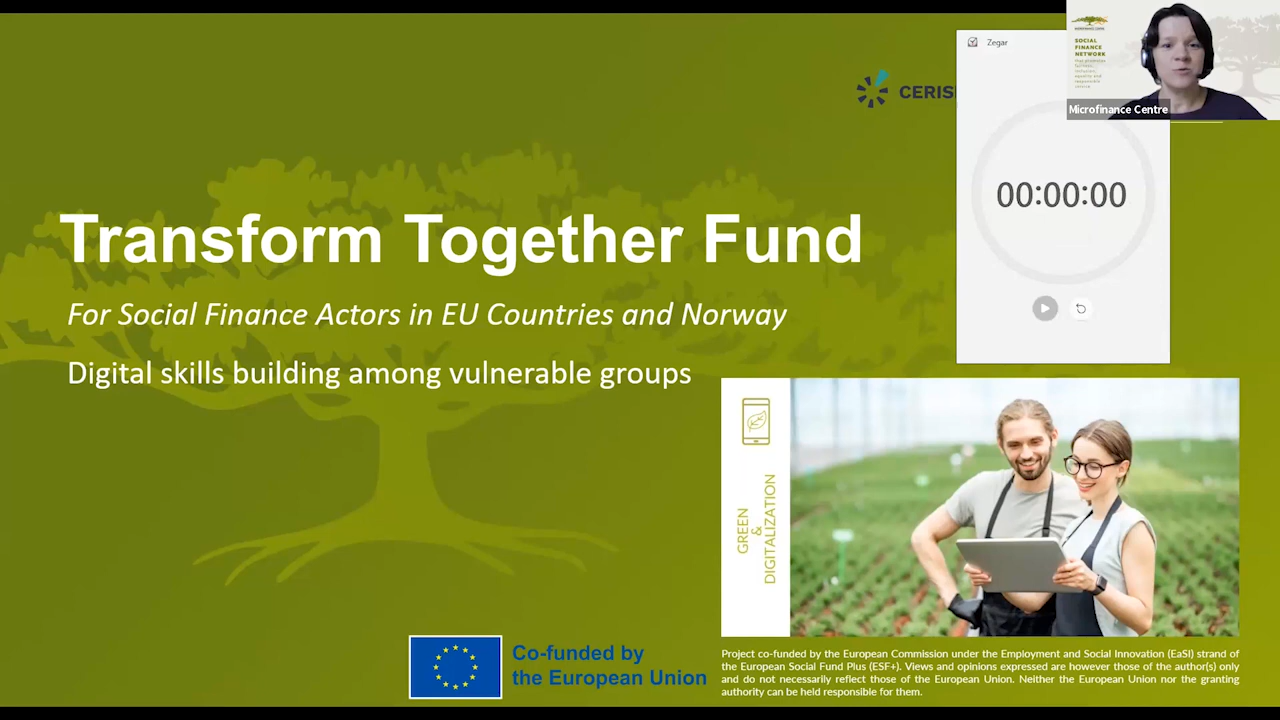 Zegar
SOCIAL
FINANCE
NETWORK
Microfinance Centre
CERIS
00:00:00
Transform Together Fund
For Social Finance Actors in EU Countries and Norway
Digital skills building among vulnerable groups
GREEN
&
DIGITALIZATION
Co-funded by
the European Union
Project co-funded by the European Commission under the Employment and Social Innovation (EaSI) strand of
the European Social Fund Plus (ESF+). Views and opinions expressed are however those of the author(s) only
and do not necessarily reflect those of the European Union. Neither the European Union nor the granting
authority can be held responsible for them.